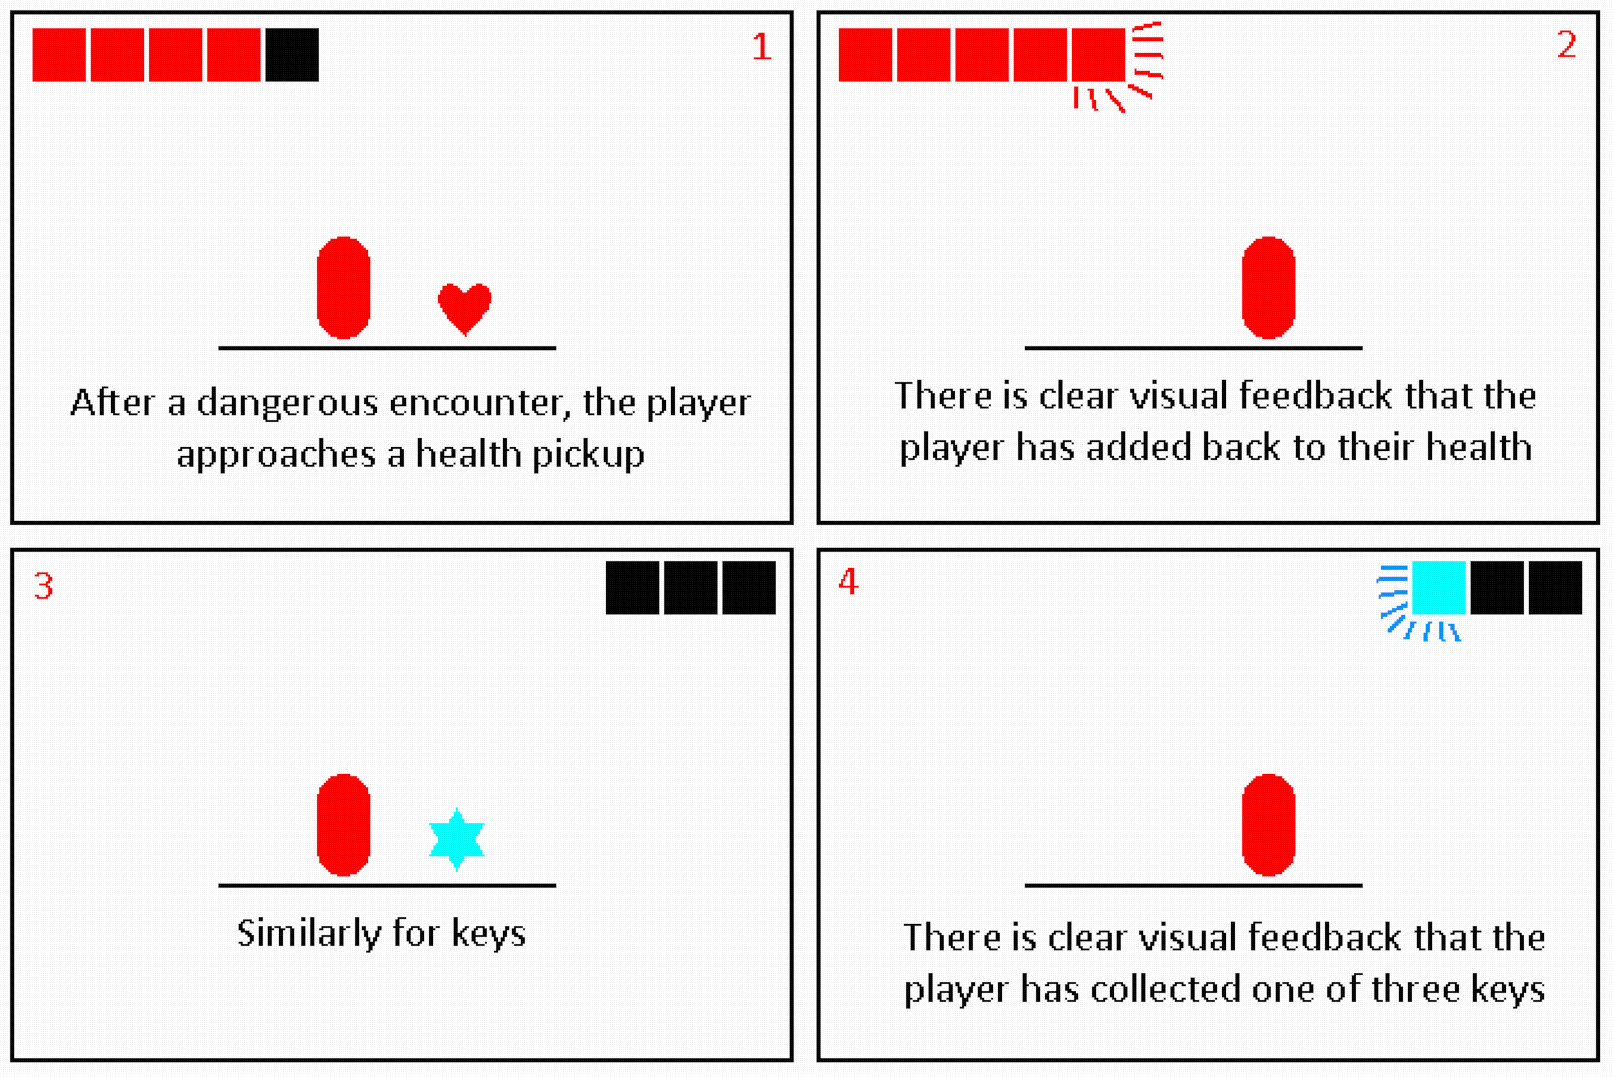 1
After a dangerous encounter, the player
approaches a health pickup
2
There is clear visual feedback that the
player has added back to their health
3
Similarly for keys
4
There is clear visual feedback that the
player has collected one of three keys